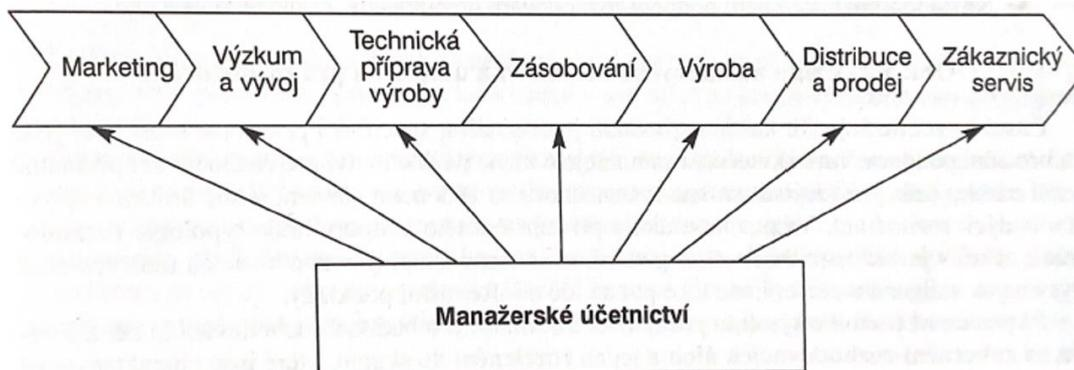 Marketing
Výzkum
a vývoj
Technická
příprava
výroby
Zásobování
Výroba
Distribuce
a prodej
Zákaznický
servis
Manažerské účetnictví